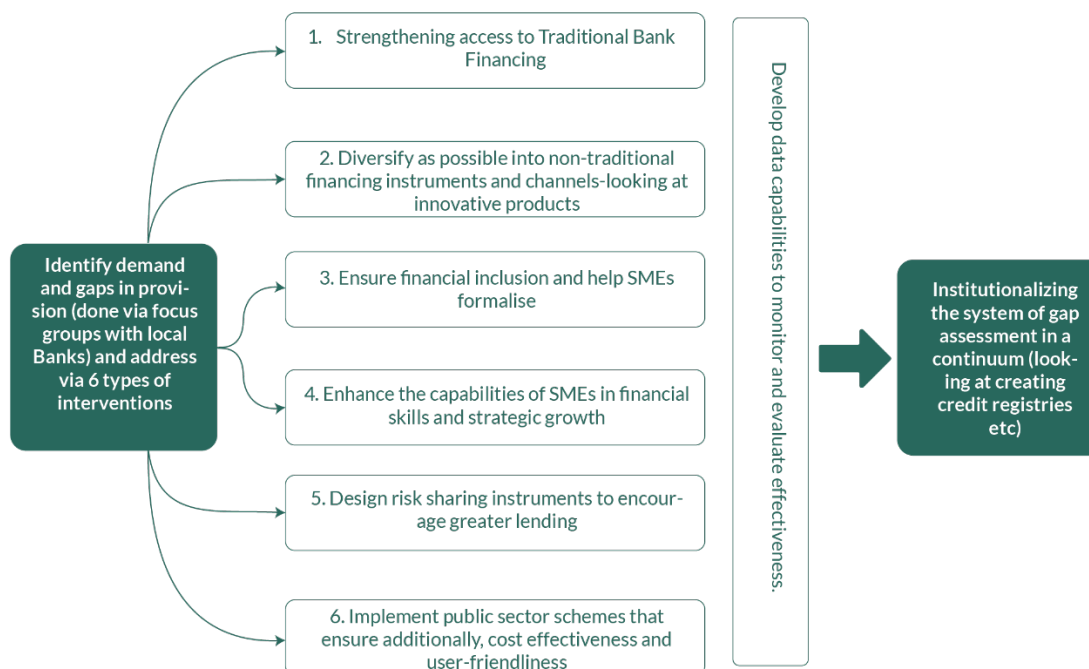 1. Strengthening access to Traditional Bank
Financing
2. Diversify as possible into non-traditional
financing instruments and channels-looking at
innovative products
Identify demand
and gaps in provi-
sion (done via focus
groups with local
Banks) and address
via 6 types of
interventions
3. Ensure financial inclusion and help SMEs
formalise
4. Enhance the capabilities of SMEs in financial
skills and strategic growth
5. Design risk sharing instruments to encour-
age greater lending
6. Implement public sector schemes that
ensure additionally, cost effectiveness and
user-friendliness
Develop data capabilities to monitor and evaluate effectiveness.
Institutionalizing
the system of gap
assessment in a
continuum (look-
ing at creating
credit registries
etc)